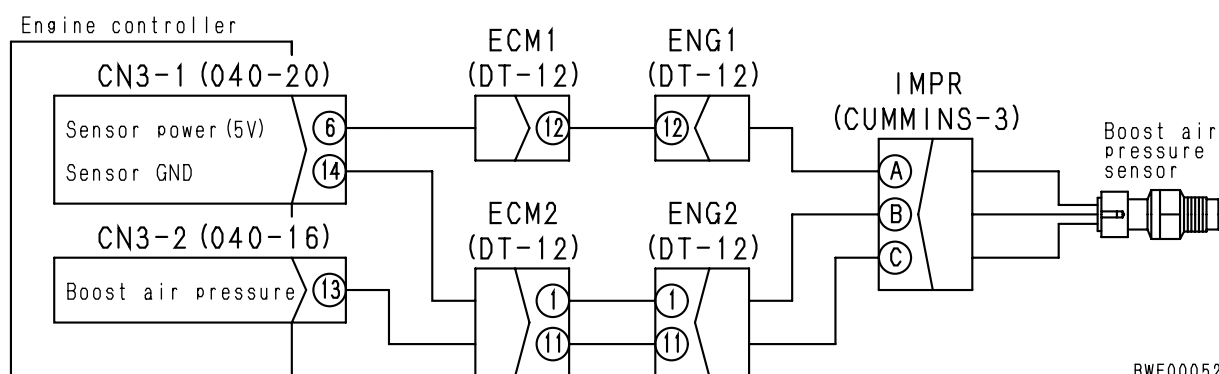 Engine controller
CN3-1 (040-20)
Sensor power (5V)
6
Sensor GND
14
CN3-2 (040-16)
Boost air pressure
13
ECM1
(DT-12)
12
ENG1
(DT-12)
12
ECM2
(DT-12)
1
11
ENG2
(DT-12)
1
11
IMPR
(CUMMINS-3)
A
B
C
Boost air
pressure
sensor